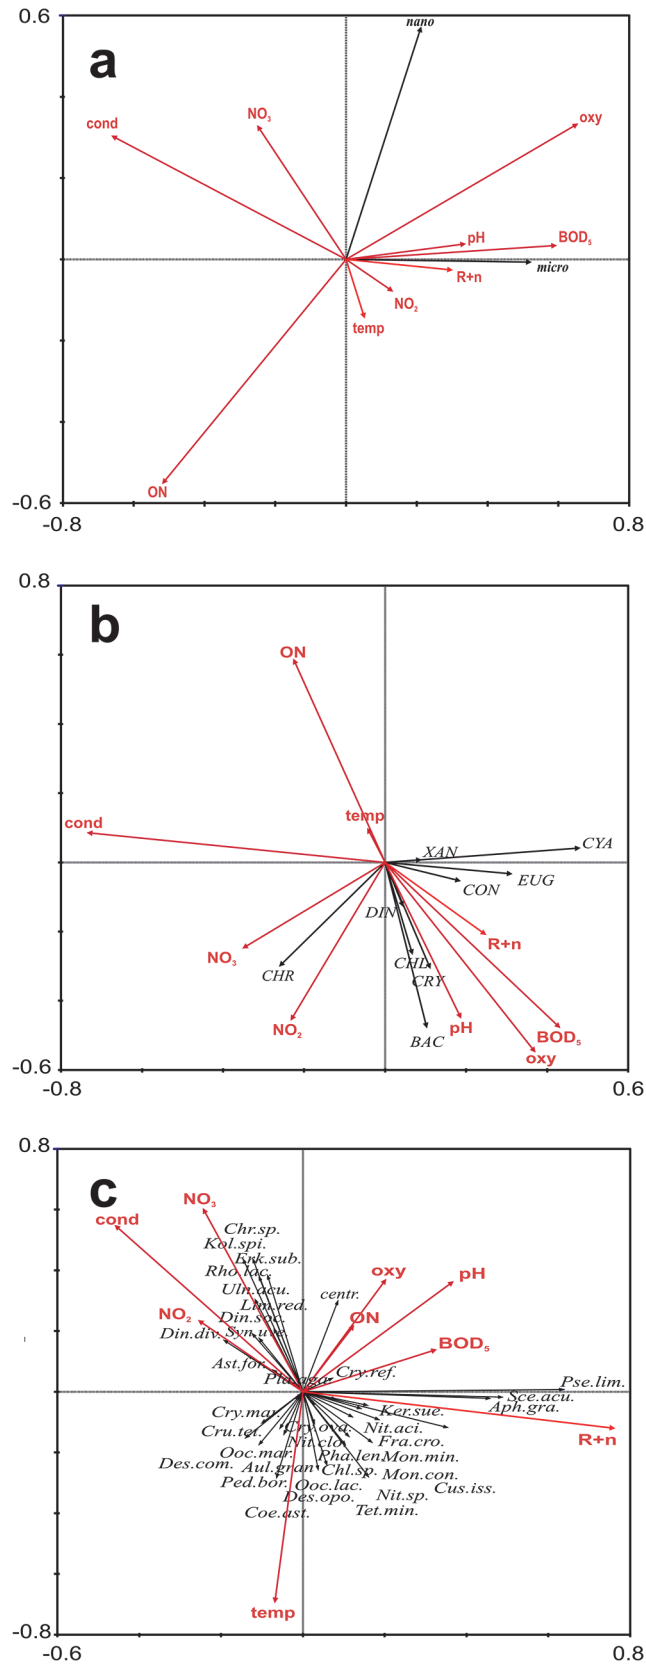 0.6
a
nano
cond
NO3
oxy
pH
BOD5
micro
R+n
NO2
temp
ON
-0.6
-0.8
0.8
0.8
b
ON
temp
cond
XAN
CYA
CON
EUG
DIN
R+n
NO3
CHR
CHL
CRY
NO2
pH
BOD5
BAC
oxy
-0.6
-0.8
0.6
0.8
c
NO3
cond
Chr.sp.
Kol.spi.
Erk.sub.
Rho.lac.
oxy
pH
Uln.acu.
centr.
Lim.red.
NO2
Din.soc.
ON
Din.div.
Syn.uve.
BOD5
Ast.for.
Cry.ref.
Pla.aga.
Pse.lim.
Sce.acu.
Aph.gra.
Cry.mar.
Ker.sue.
Cru.tet.
Cry.ova.
Nit.aci.
R+n
Nit.clo.
Fra.cro.
Ooc.mar.
Pha.len.
Mon.min.
Des.com.
Aul.gran.
Chl.sp.
Mon.con.
Ped.bor.
Ooc.lac.
Cus.iss.
Des.opo.
Nit.sp.
Coe.ast.
Tet.min.
temp
-0.8
-0.6
0.8